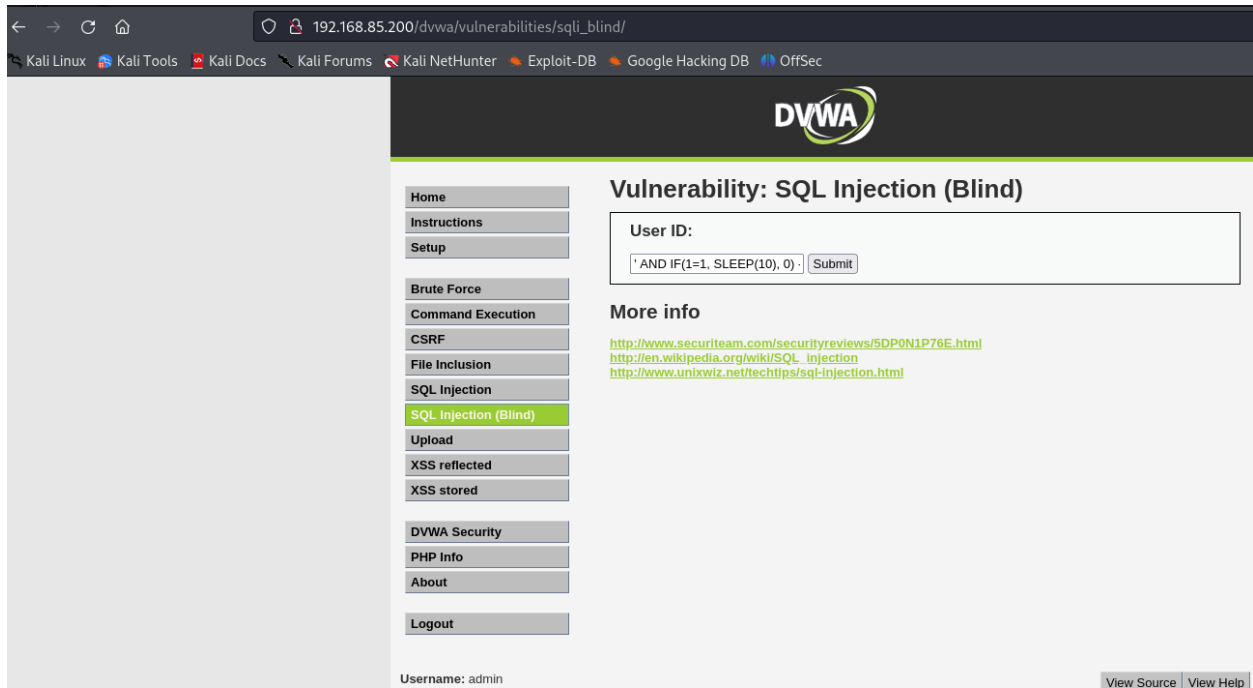 192.168.85.200/dvwa/vulnerabilities/sqli_blind/
Kali Linux Kali Tools Kali Docs Kali Forums Kali NetHunter Exploit-DB Google Hacking DB OffSec
DVWA
Home
Instructions
Setup
Brute Force
Command Execution
CSRF
File Inclusion
SQL Injection
SQL Injection (Blind)
Upload
XSS reflected
XSS stored
DVWA Security
PHP Info
About
Logout
Vulnerability: SQL Injection (Blind)
User ID:
' AND IF(1=1, SLEEP(10), 0) - Submit
More info
http://www.securiteam.com/securityreviews/5DP0N1P76E.html
http://en.wikipedia.org/wiki/SQL_injection
http://www.unixwiz.net/techtips/sql-injection.html
Username: admin
View Source View Help